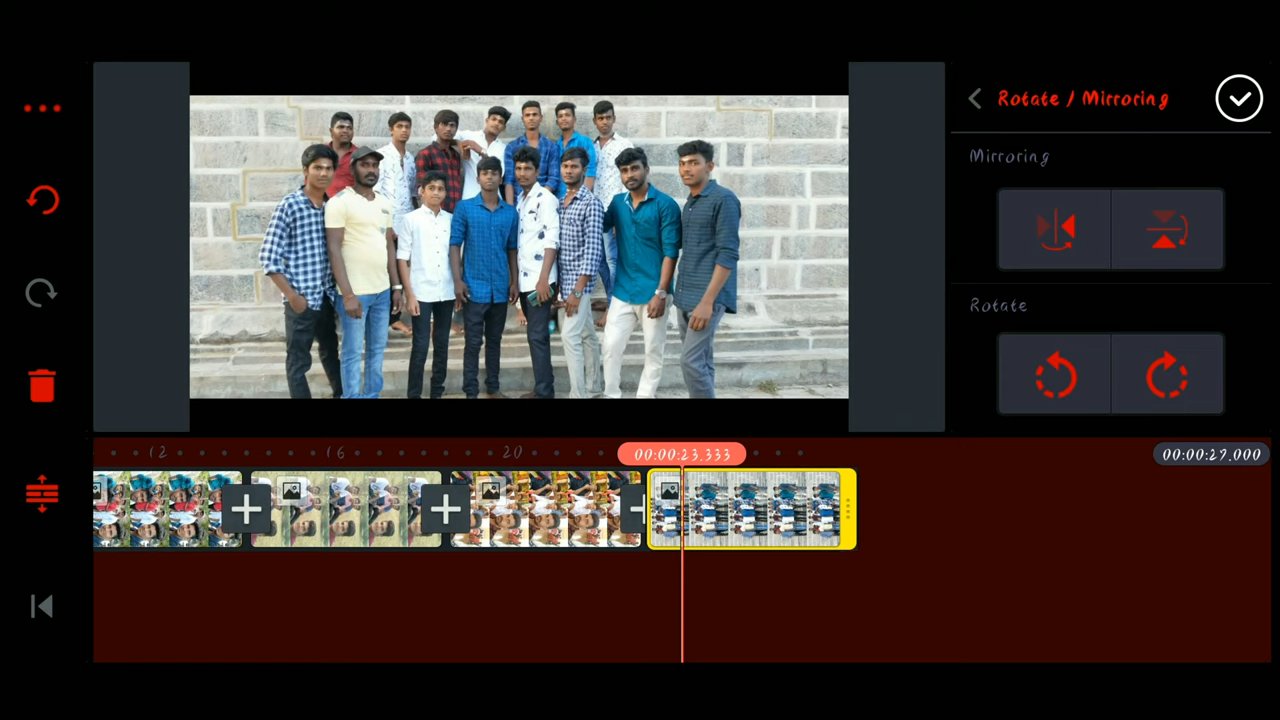 Rotate / Mirroring
Mirroring
Rotate
12
16
20
00:00:23.333
00:00:27.000